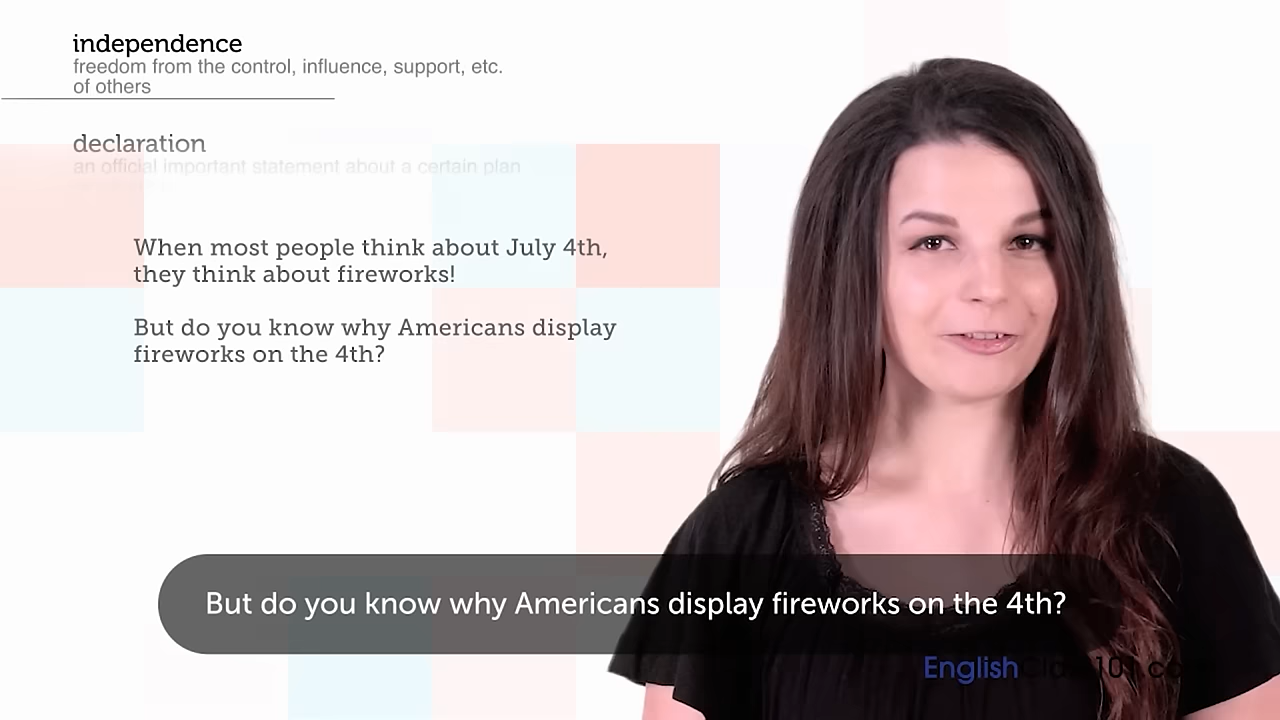 independence
freedom from the control, influence, support, etc.
of others
declaration
an official important statement about a certain plan
When most people think about July 4th,
they think about fireworks!
But do you know why Americans display
fireworks on the 4th?
But do you know why Americans display fireworks on the 4th?
EnglishClass101.com